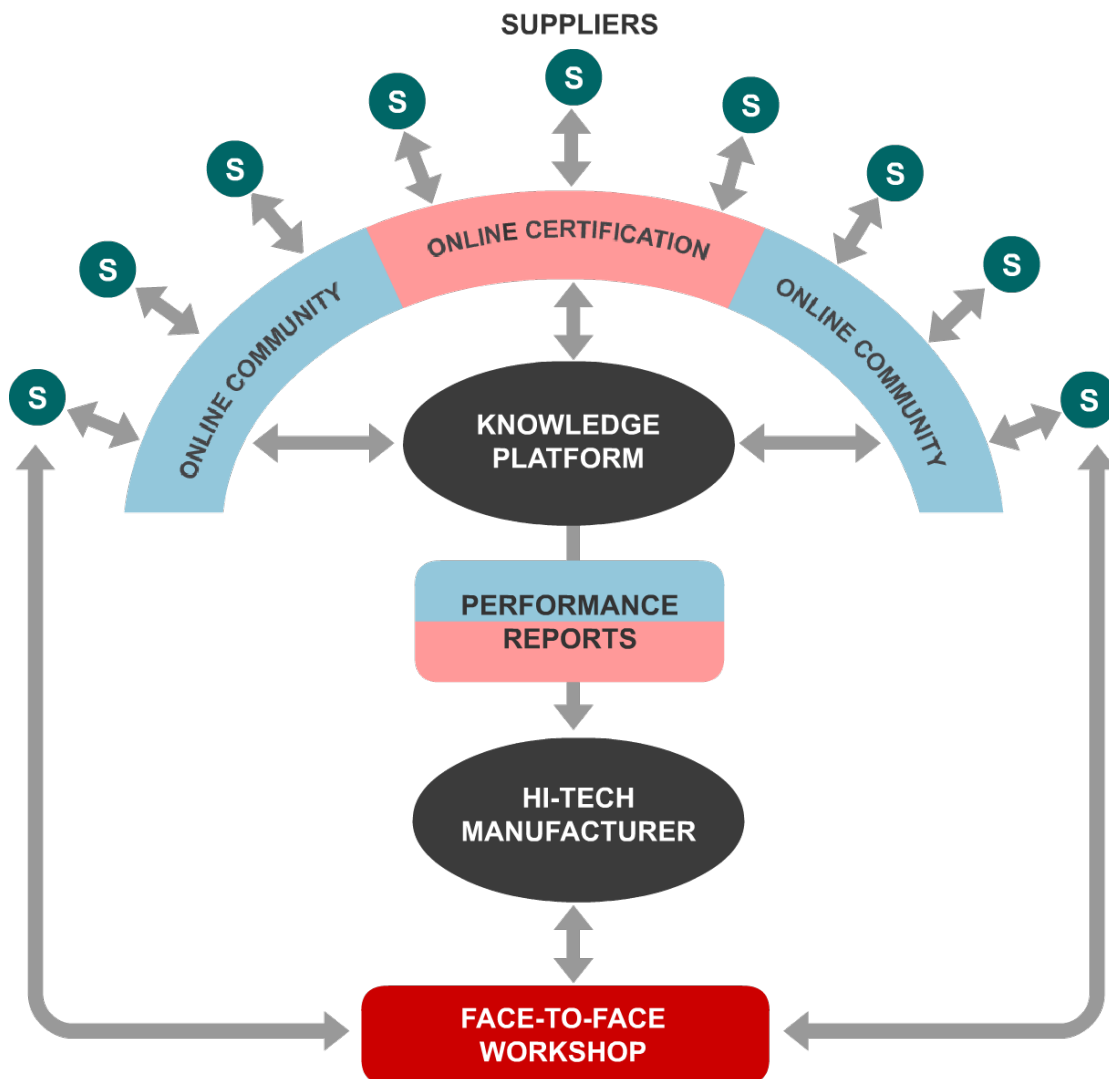 SUPPLIERS
S
S
S
S
S
S
S
S
S
ONLINE CERTIFICATION
ONLINE COMMUNITY
ONLINE COMMUNITY
KNOWLEDGE
PLATFORM
PERFORMANCE
REPORTS
HI-TECH
MANUFACTURER
FACE-TO-FACE
WORKSHOP